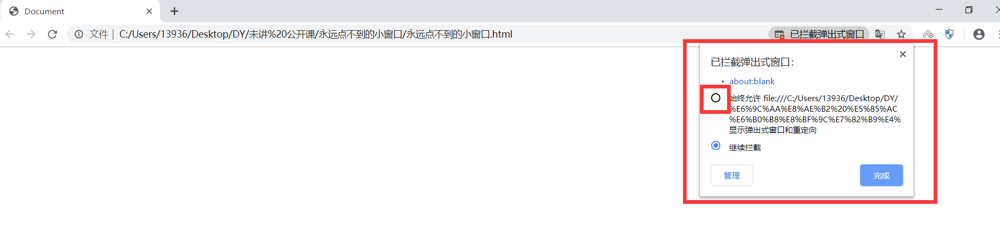 Document
文件 | C:/Users/13936/Desktop/DY/未讲%20公开课/永远点不到的小窗口/永远点不到的小窗口.html
已拦截弹出式窗口
已拦截弹出式窗口：
• about:blank
始终允许 file:///C:/Users/13936/Desktop/DY/
%E6%9C%AA%E8%AE%B2%20%E5%85%AC
%E6%B0%B8%E8%BF%9C%E7%82%B9%E4%
显示弹出式窗口和重定向
继续拦截
管理
完成